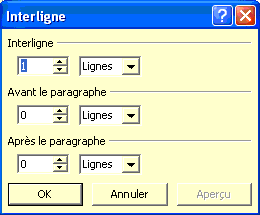 Interligne
Interligne
1 Lignes
Avant le paragraphe
0 Lignes
Après le paragraphe
0 Lignes
OK Annuler Aperçu